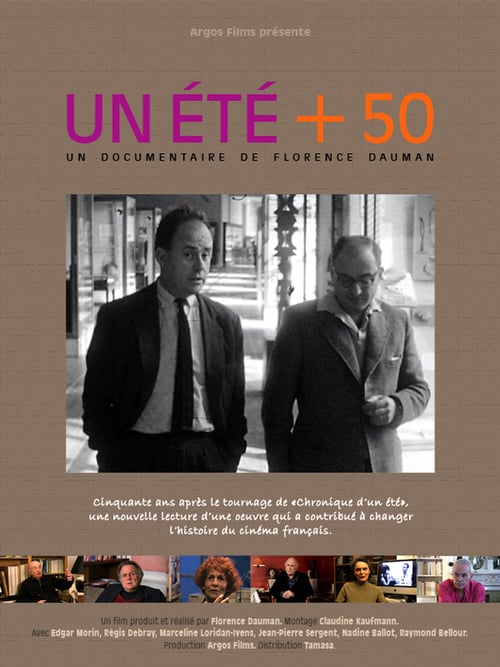 Argos Films présente
UN ÉTÉ + 50
UN DOCUMENTAIRE DE FLORENCE DAUMAN
Cinquante ans après le tournage de «Chronique d'un été»,
une nouvelle lecture d'une oeuvre qui a contribué à changer
l'histoire du cinéma français.
Un film produit et réalisé par Florence Dauman. Montage Claudine Kaufmann.
Avec Edgar Morin, Régis Debray, Marceline Loridan-Ivens, Jean-Pierre Sergent, Nadine Ballot, Raymond Bellour.
Production Argos Films. Distribution Tamasa.